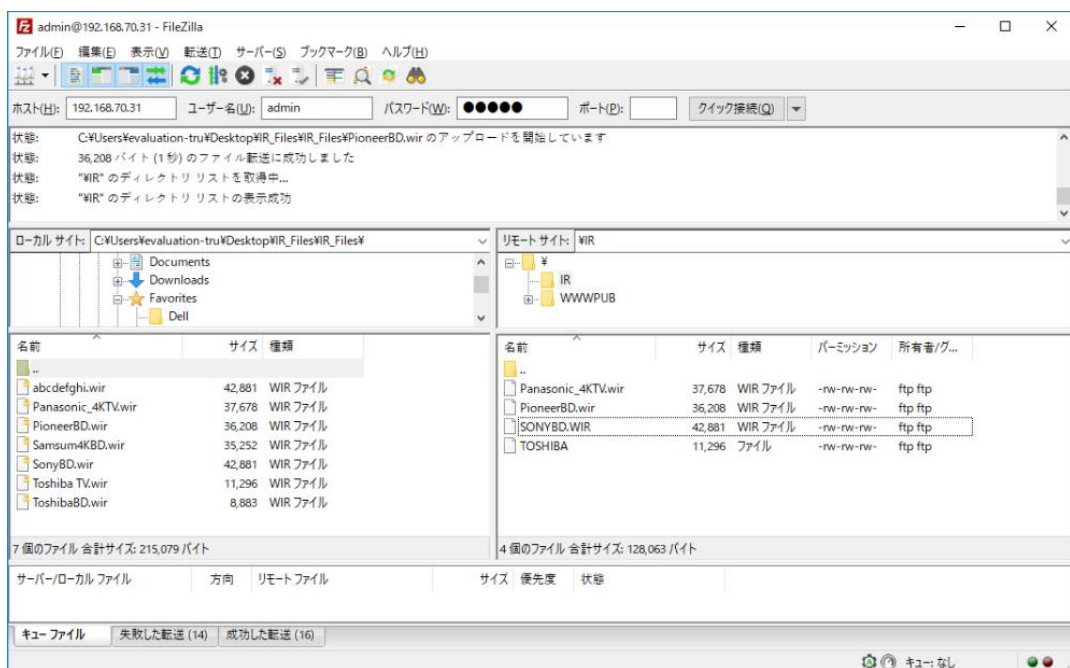 admin@192.168.70.31 - FileZilla
ファイル(F) 編集(E) 表示(V) 転送(T) サーバー(S) ブックマーク(B) ヘルプ(H)
ホスト(H): 192.168.70.31 ユーザー名(U): admin パスワード(W): ●●●●● ポート(P): クイック接続(Q)
状態: C:¥Users¥evaluation-tru¥Desktop¥IR_Files¥IR_Files¥PioneerBD.wir のアップロードを開始しています
状態: 36,208 バイト (1 秒) のファイル転送に成功しました
状態: "¥IR" のディレクトリ リストを取得中...
状態: "¥IR" のディレクトリ リストの表示成功
ローカル サイト: C:¥Users¥evaluation-tru¥Desktop¥IR_Files¥IR_Files¥
Documents
Downloads
Favorites
Dell
リモート サイト: ¥IR
¥
IR
WWWPUB
名前 サイズ 種類
..
abcdefghi.wir 42,881 WIR ファイル
Panasonic_4KTV.wir 37,678 WIR ファイル
PioneerBD.wir 36,208 WIR ファイル
Samsum4KBD.wir 35,252 WIR ファイル
SonyBD.wir 42,881 WIR ファイル
Toshiba TV.wir 11,296 WIR ファイル
ToshibaBD.wir 8,883 WIR ファイル
7 個のファイル 合計サイズ: 215,079 バイト
名前 サイズ 種類 パーミッション 所有者/グ...
..
Panasonic_4KTV.wir 37,678 WIR ファイル -rw-rw-rw- ftp ftp
PioneerBD.wir 36,208 WIR ファイル -rw-rw-rw- ftp ftp
SONYBD.WIR 42,881 WIR ファイル -rw-rw-rw- ftp ftp
TOSHIBA 11,296 ファイル -rw-rw-rw- ftp ftp
4 個のファイル 合計サイズ: 128,063 バイト
サーバー/ローカル ファイル 方向 リモート ファイル サイズ 優先度 状態
キュー ファイル 失敗した転送 (14) 成功した転送 (16)
キュー: なし